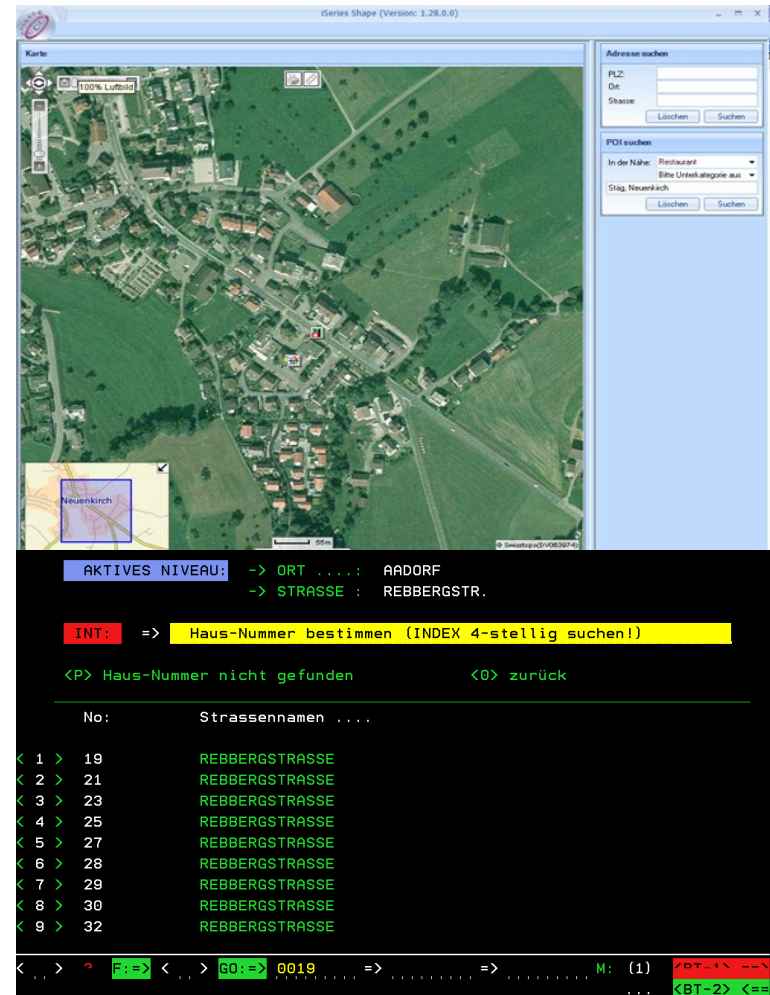 iSeries Shape (Version: 1.28.0.0)
Karte
100% Luftbild
Neuenkirch
55m
© Swisstopo(DV063974)
Adresse suchen
PLZ:
Ort:
Strasse:
Löschen Suchen
POI suchen
In der Nähe: Restaurant
Bitte Unterkategorie aus
Stäg, Neuenkirch
Löschen Suchen
AKTIVES NIVEAU: -> ORT ....: AADORF
-> STRASSE : REBBERGSTR.
INT: => Haus-Nummer bestimmen (INDEX 4-stellig suchen!)
<P> Haus-Nummer nicht gefunden <0> zurück
No: Strassennamen ....
< 1 > 19 REBBERGSTRASSE
< 2 > 21 REBBERGSTRASSE
< 3 > 23 REBBERGSTRASSE
< 4 > 25 REBBERGSTRASSE
< 5 > 27 REBBERGSTRASSE
< 6 > 28 REBBERGSTRASSE
< 7 > 29 REBBERGSTRASSE
< 8 > 30 REBBERGSTRASSE
< 9 > 32 REBBERGSTRASSE
<..> ? F:=> <..> GO:=> 0019........ => ......... => ......... M: (1) <BT-1> ==>
... <BT-2> <==